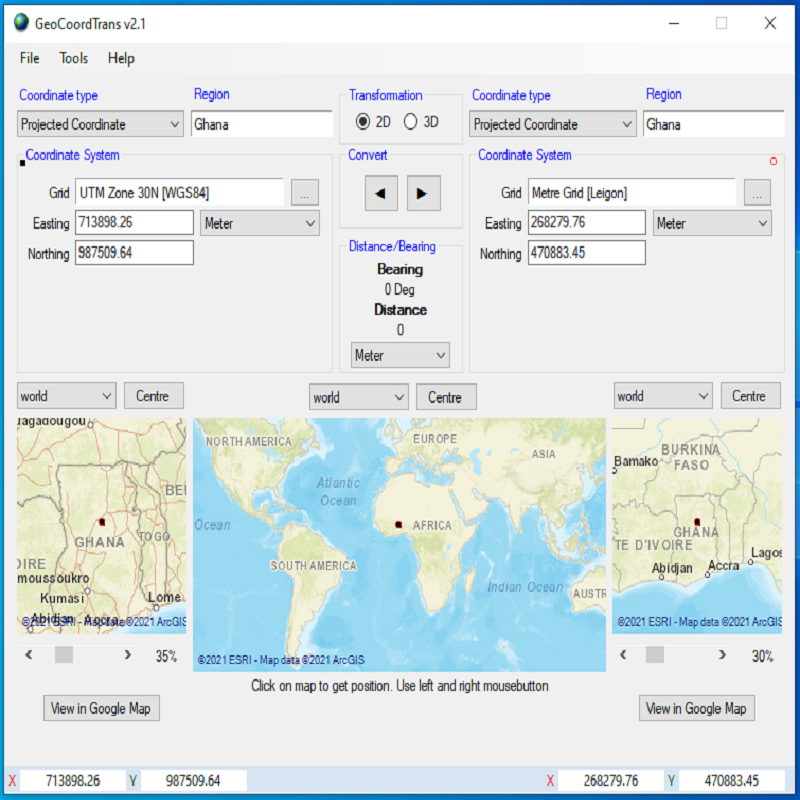 GeoCoordTrans v2.1
File Tools Help
Coordinate type Region Transformation Coordinate type Region
Projected Coordinate Ghana 2D 3D Projected Coordinate Ghana
Coordinate System Convert Coordinate System
Grid UTM Zone 30N [WGS84] ... Grid Metre Grid [Leigon] ...
Easting 713898.26 Meter Easting 268279.76 Meter
Northing 987509.64 Northing 470883.45
Distance/Bearing
Bearing
0 Deg
Distance
0
Meter
world Centre world Centre world Centre
NORTH AMERICA
EUROPE
ASIA
Atlantic
Ocean
Ocean
AFRICA
SOUTH AMERICA
Indian Ocean
AUSTR
©2021 ESRI - Map data ©2021 ArcGIS
GHANA
TOGO
BEI
OIRE
moussoukro
Kumasi
Lome
Abidjan
Accra
©2021 ESRI - Map data ©2021 ArcGIS
BURKINA
FASO
Bamako
GHANA
TE D'IVOIRE
Lagos
Accra
Abidjan
©2021 ESRI - Map data ©2021 ArcGIS
35% 30%
Click on map to get position. Use left and right mousebutton
View in Google Map View in Google Map
X 713898.26 Y 987509.64 X 268279.76 Y 470883.45